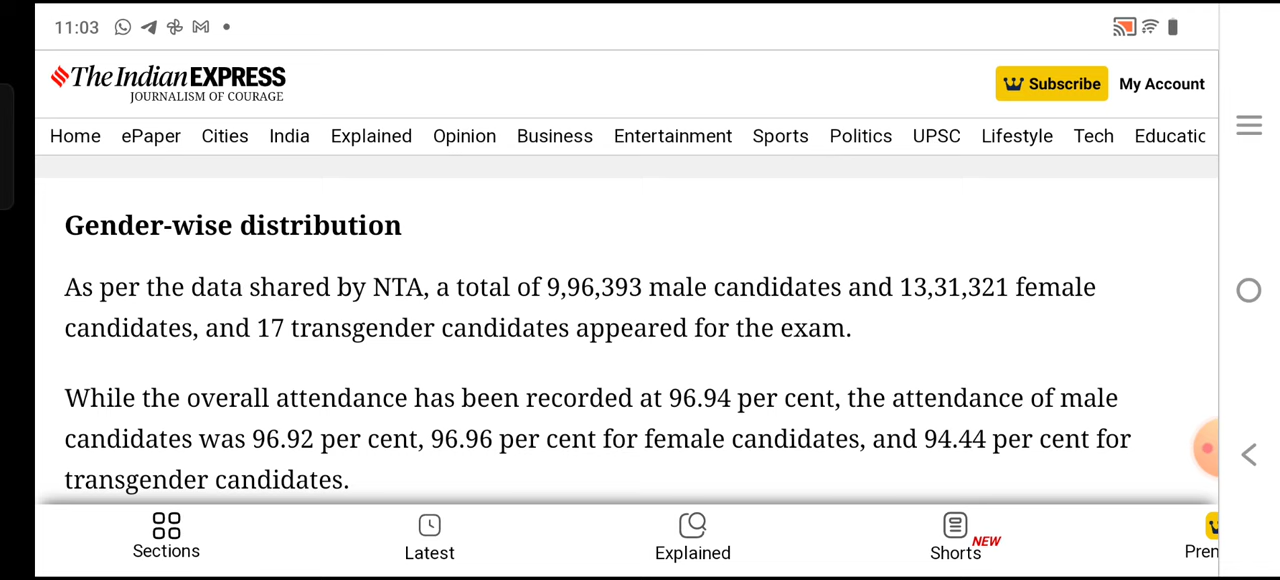 11:03
The Indian EXPRESS
JOURNALISM OF COURAGE
Subscribe
My Account
Home ePaper Cities India Explained Opinion Business Entertainment Sports Politics UPSC Lifestyle Tech Educatic
Gender-wise distribution
As per the data shared by NTA, a total of 9,96,393 male candidates and 13,31,321 female
candidates, and 17 transgender candidates appeared for the exam.
While the overall attendance has been recorded at 96.94 per cent, the attendance of male
candidates was 96.92 per cent, 96.96 per cent for female candidates, and 94.44 per cent for
transgender candidates.
Sections
Latest
Explained
Shorts NEW
Pren